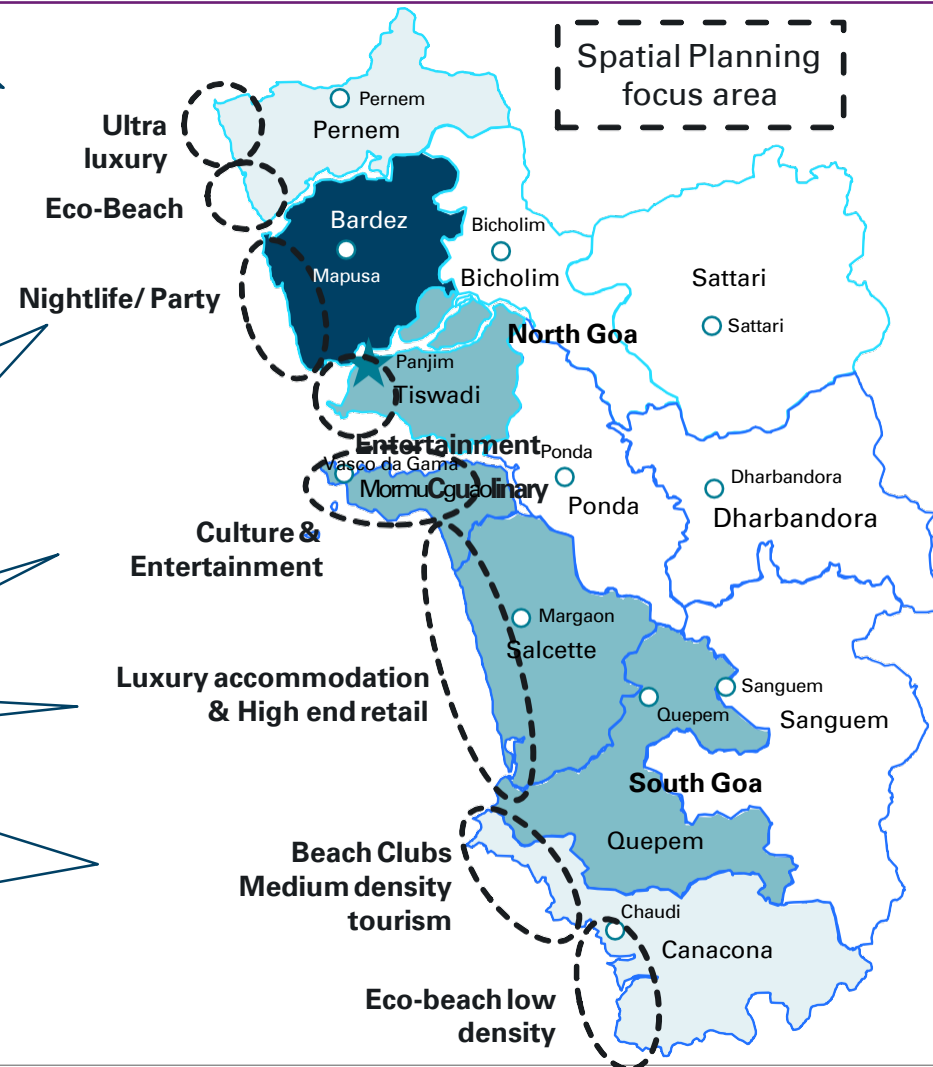 Spatial Planning
focus area
Pernem
Pernem
Ultra
luxury
Eco-Beach
Bardez
Mapusa
Bicholim
Bicholim
Sattari
Sattari
Nightlife/ Party
North Goa
Panjim
Tiswadi
Entertainment
Ponda
Ponda
Vasco da Gama
Dharbandora
Dharbandora
Culture &
Entertainment
Margaon
Salcette
Luxury accommodation
& High end retail
Sanguem
Sanguem
Quepem
South Goa
Quepem
Beach Clubs
Medium density
tourism
Chaudi
Canacona
Eco-beach low
density